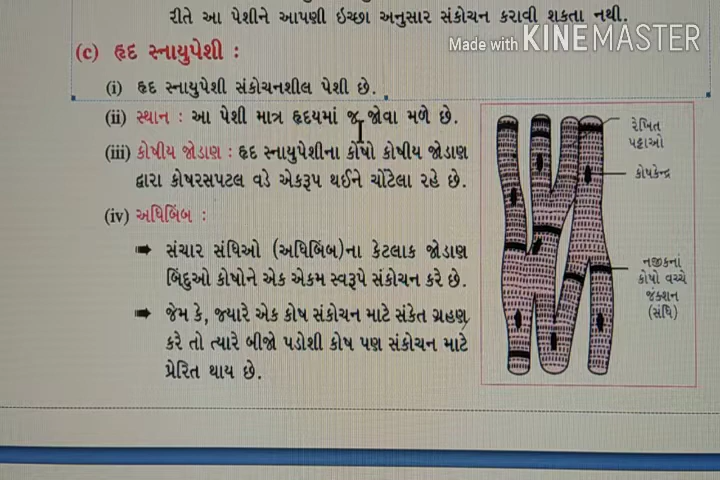 રીતે આ પેશીને આપણી ઇચ્છા અનુસાર સંકોચન કરાવી શકતા નથી.
Made with KINEMASTER
(c) હૃદ સ્નાયુપેશી :
(i) હૃદ સ્નાયુપેશી સંકોચનશીલ પેશી છે.
(ii) સ્થાન : આ પેશી માત્ર હૃદયમાં જ જોવા મળે છે.
(iii) કોષીય જોડાણ : હૃદ સ્નાયુપેશીના કોષો કોષીય જોડાણ
દ્વારા કોષરસપટલ વડે એકરૂપ થઈને ચોંટેલા રહે છે.
(iv) અધિબિંબ :
➠ સંચાર સંધિઓ (અધિબિંબ)ના કેટલાક જોડાણ
બિંદુઓ કોષોને એક એકમ સ્વરૂપે સંકોચન કરે છે.
➠ જેમ કે, જ્યારે એક કોષ સંકોચન માટે સંકેત ગ્રહણ
કરે તો ત્યારે બીજો પડોશી કોષ પણ સંકોચન માટે
પ્રેરિત થાય છે.
રેખિત
પટ્ટાઓ
કોષકેન્દ્ર
નજીકનાં
કોષો વચ્ચે
જંક્શન
(સંધિ)